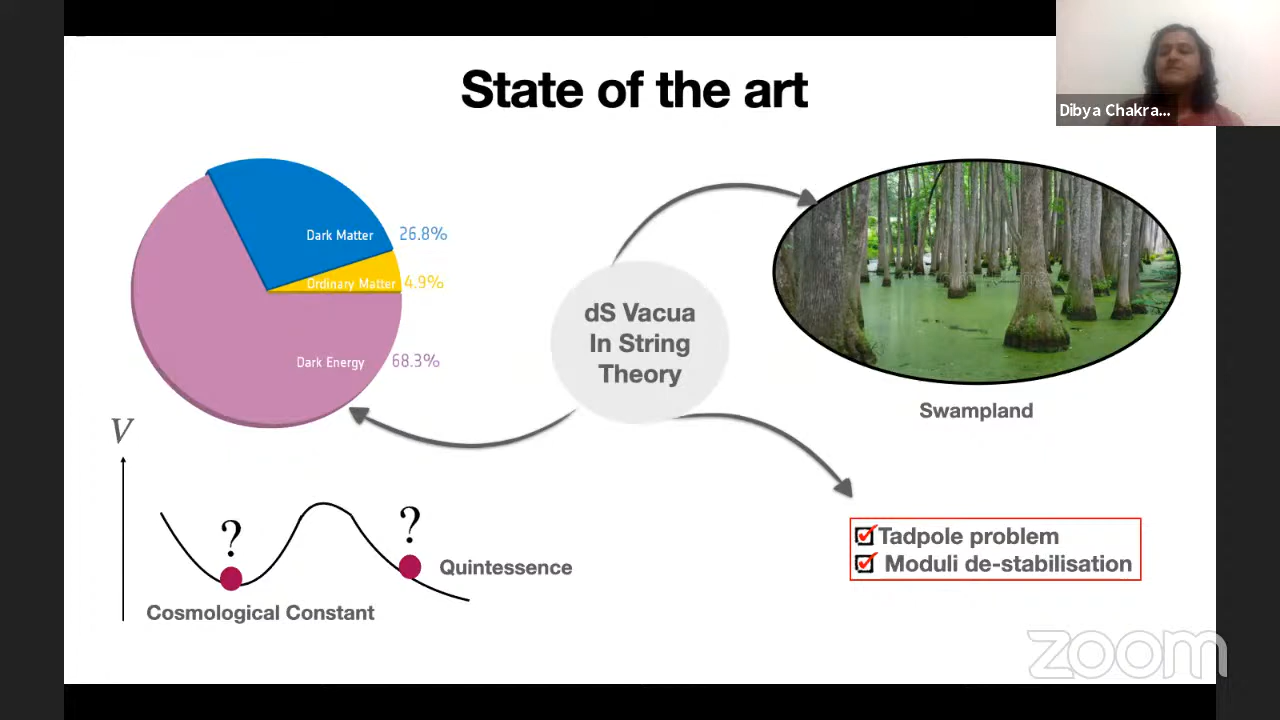 State of the art
Dibya Chakra...
Dark Matter
26.8%
Ordinary Matter
4.9%
Dark Energy
68.3%
dS Vacua
In String
Theory
Swampland
V
?
?
Quintessence
Cosmological Constant
Tadpole problem
Moduli de-stabilisation
zoom